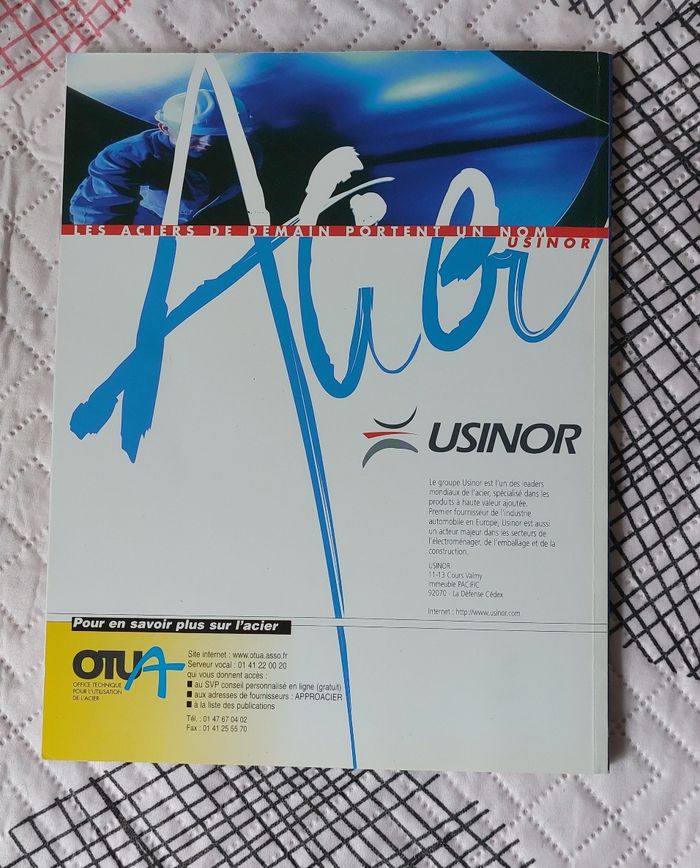 Acier
LES ACIERS DE DEMAIN PORTENT UN NOM
USINOR
USINOR
Le groupe Usinor est l'un des leaders
mondiaux de l'acier, spécialisé dans les
produits à haute valeur ajoutée.
Premier fournisseur de l'industrie
automobile en Europe, Usinor est aussi
un acteur majeur dans les secteurs de
l'électroménager, de l'emballage et de la
construction.
USINOR
11-13 Cours Valmy
immeuble PACIFIC
92070 - La Défense Cédex
Internet : http://www.usinor.com
Pour en savoir plus sur l'acier
OTUA
OFFICE TECHNIQUE
POUR L'UTILISATION
DE L'ACIER
Site internet : www.otua.asso.fr
Serveur vocal : 01 41 22 00 20
qui vous donnent accès :
■ au SVP conseil personnalisé en ligne (gratuit)
■ aux adresses de fournisseurs : APPROACIER
■ à la liste des publications
Tél. : 01 47 67 04 02
Fax : 01 41 25 55 70